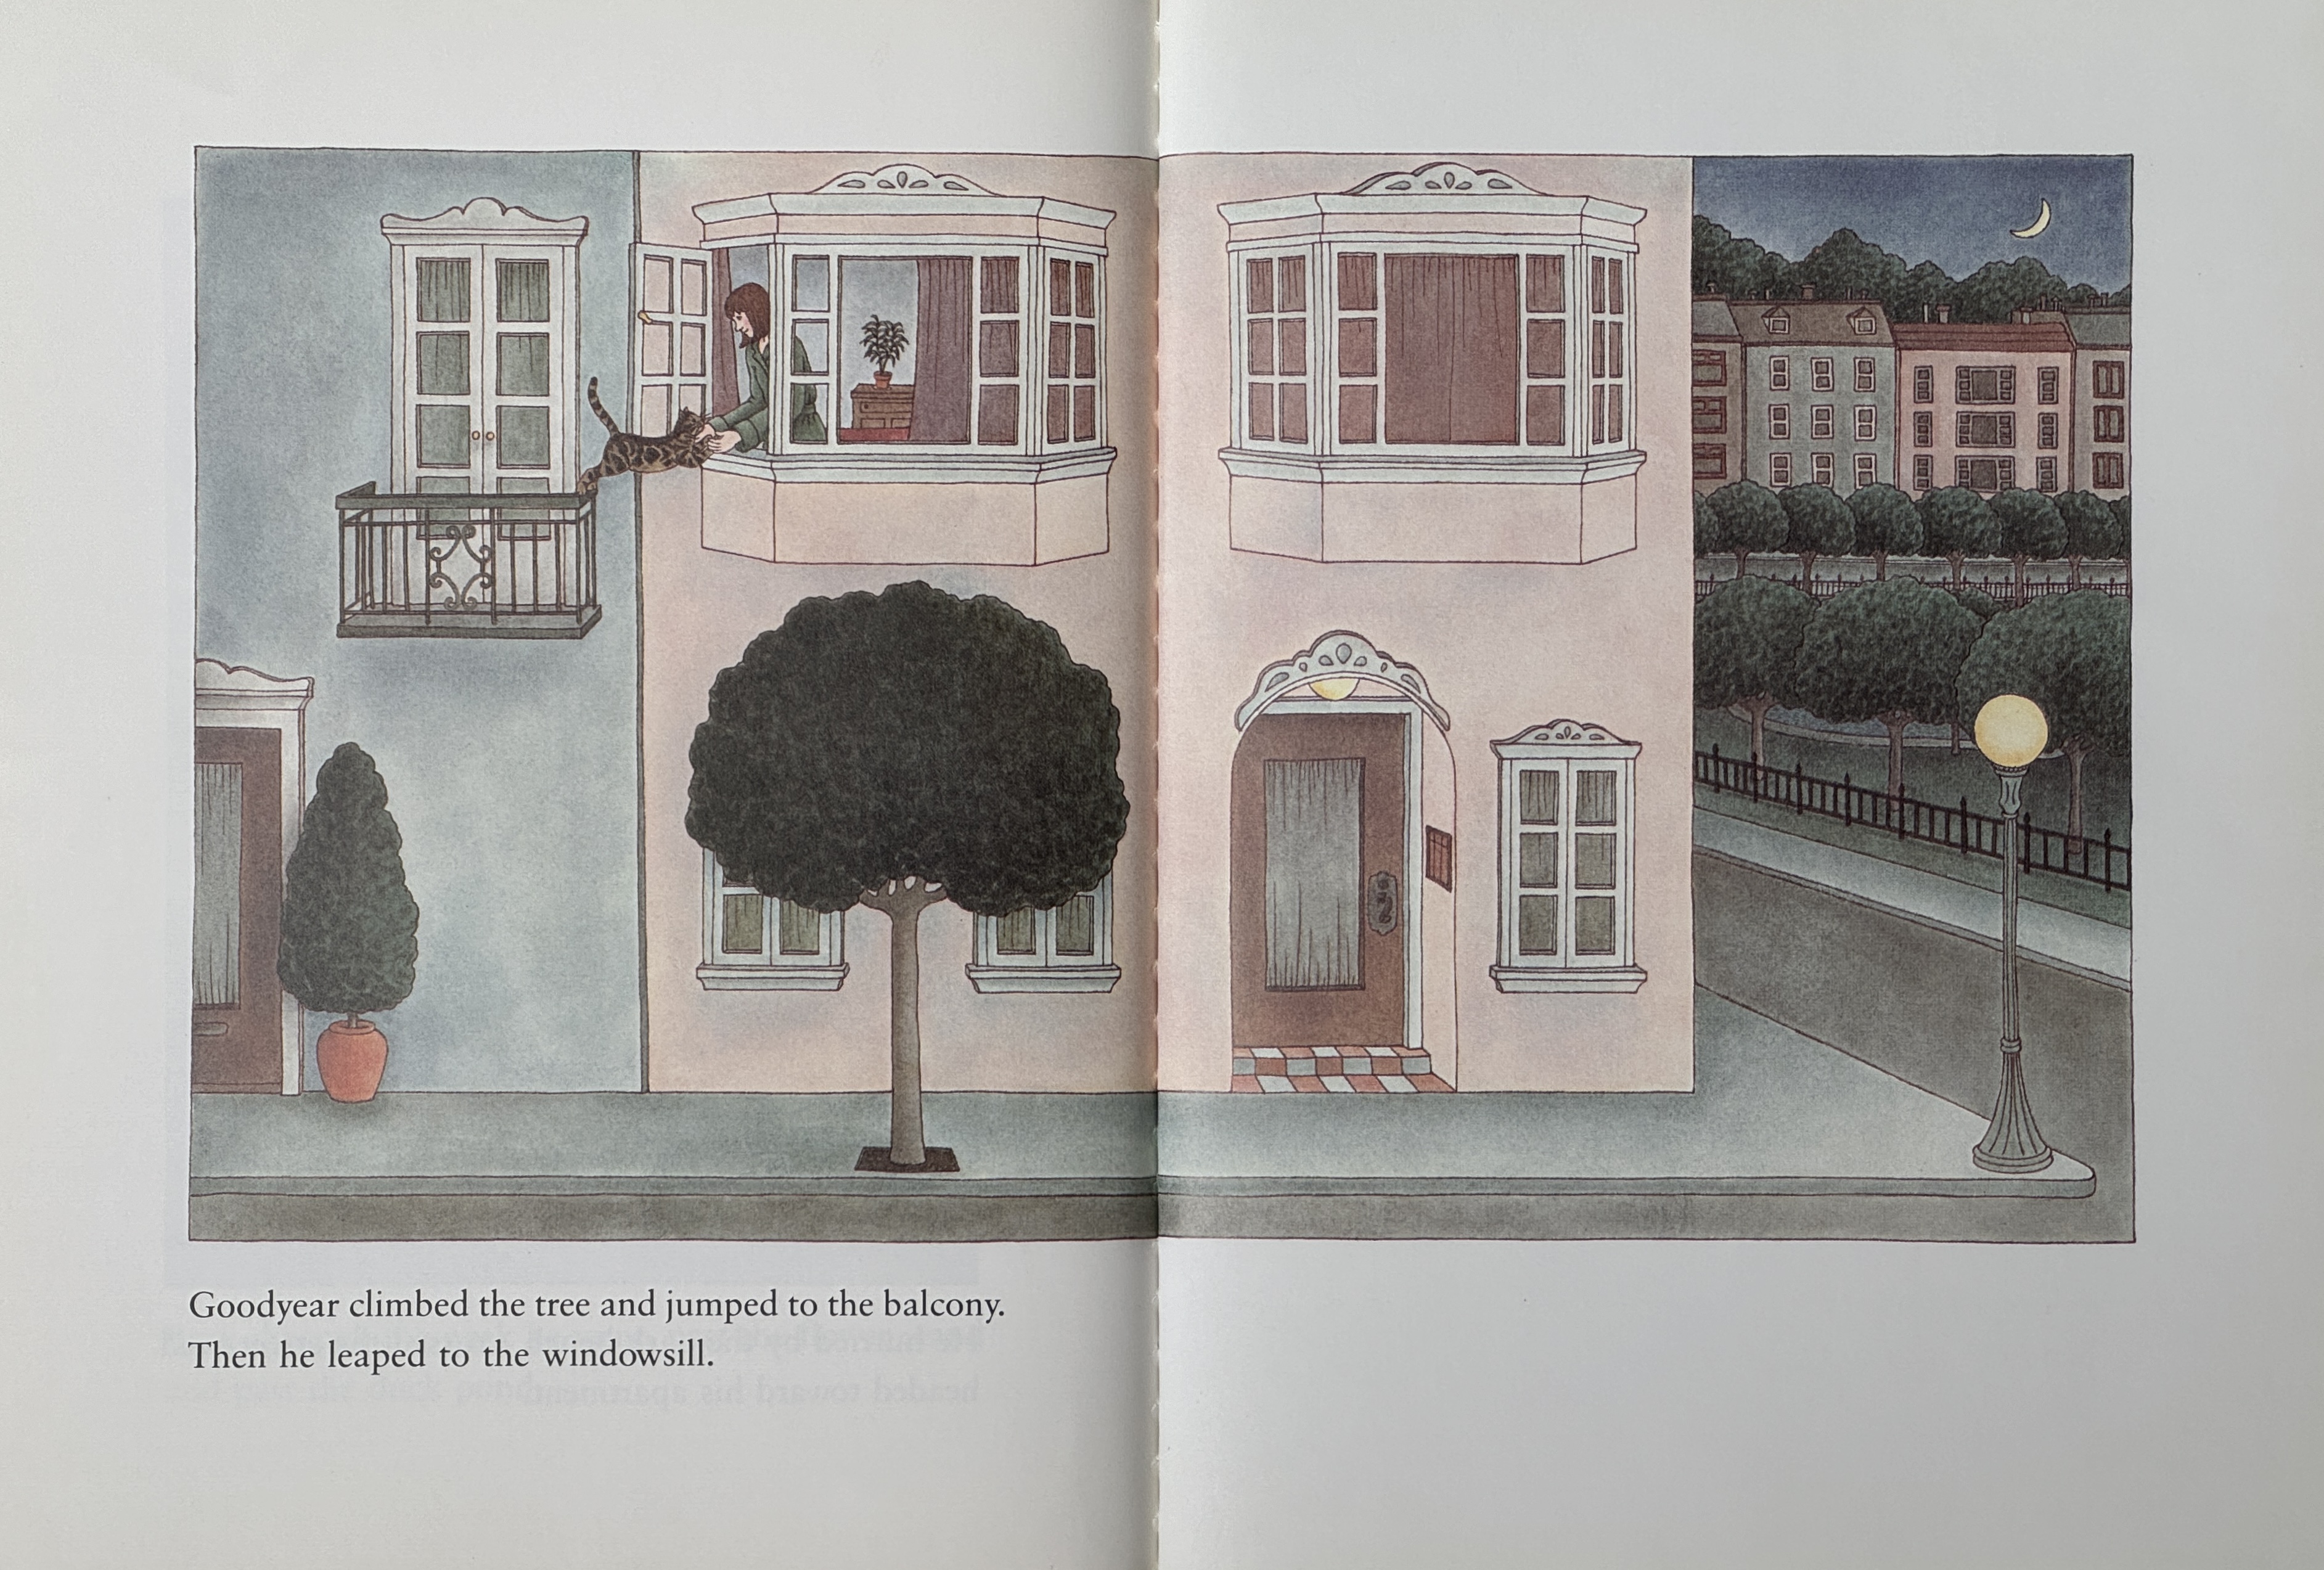 Goodyear climbed the tree and jumped to the balcony.
Then he leaped to the windowsill.